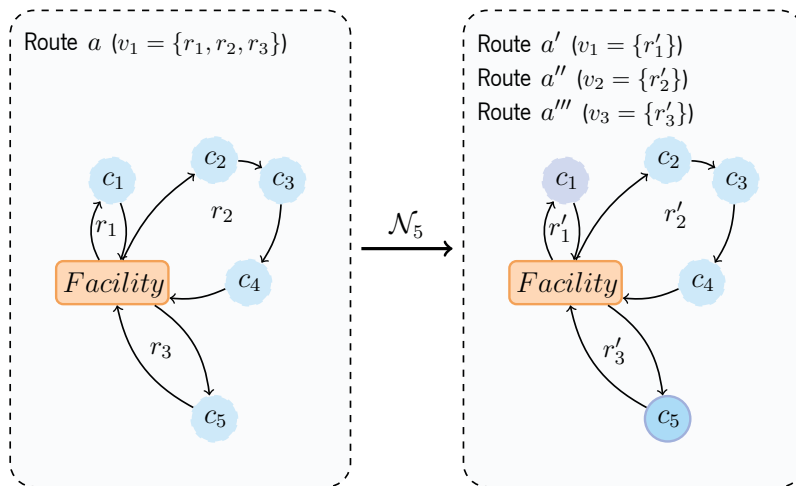 Route a (v₁ = {r₁, r₂, r₃})
c₁
c₂
c₃
r₁
r₂
Facility
c₄
r₃
c₅
𝒩₅
Route a′ (v₁ = {r′₁})
Route a″ (v₂ = {r′₂})
Route a‴ (v₃ = {r′₃})
c₁
c₂
c₃
r′₁
r′₂
Facility
c₄
r′₃
c₅